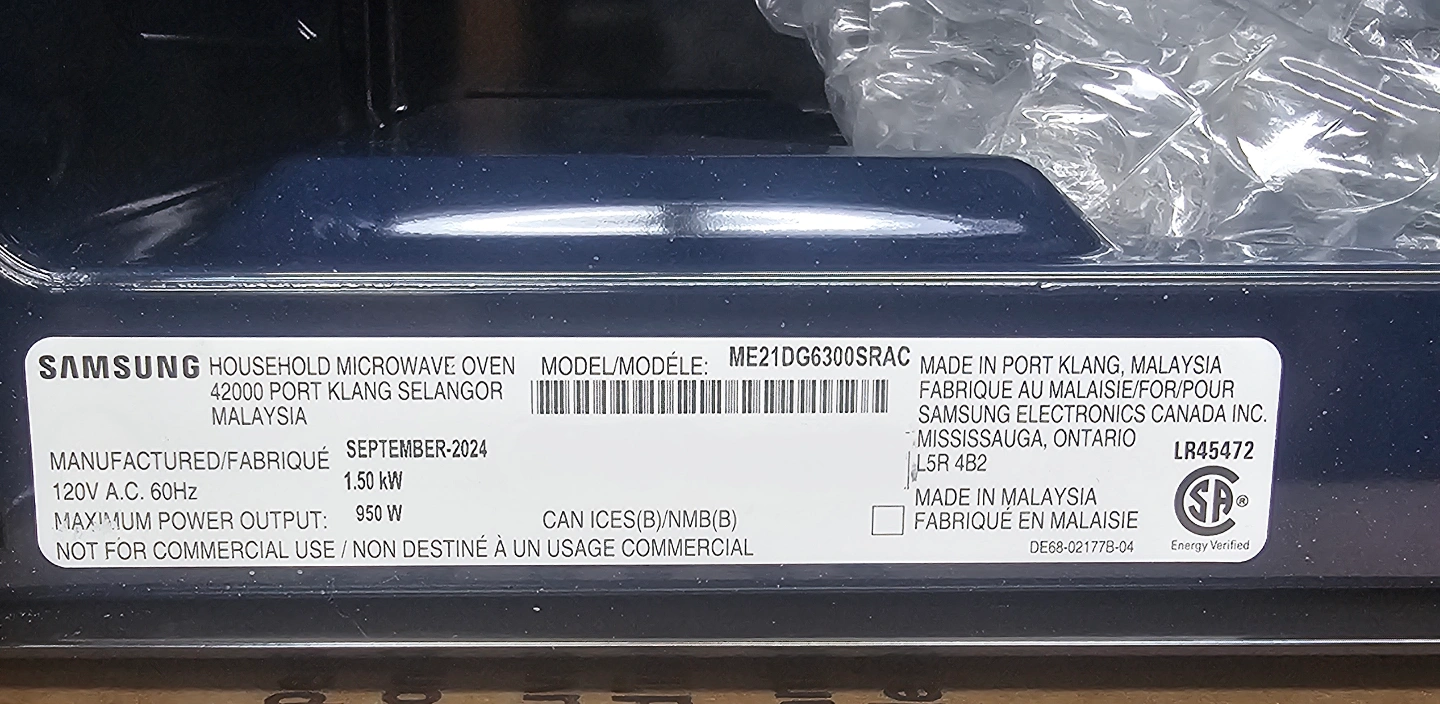 SAMSUNG HOUSEHOLD MICROWAVE OVEN
42000 PORT KLANG SELANGOR
MALAYSIA
MANUFACTURED/FABRIQUÉ SEPTEMBER-2024
120V A.C. 60Hz 1.50 kW
MAXIMUM POWER OUTPUT: 950 W
NOT FOR COMMERCIAL USE / NON DESTINÉ À UN USAGE COMMERCIAL
MODEL/MODÉLE: ME21DG6300SRAC
CAN ICES(B)/NMB(B)
MADE IN PORT KLANG, MALAYSIA
FABRIQUE AU MALAISIE/FOR/POUR
SAMSUNG ELECTRONICS CANADA INC.
MISSISSAUGA, ONTARIO
L5R 4B2
MADE IN MALAYSIA
FABRIQUÉ EN MALAISIE
DE68-02177B-04
LR45472
SA ®
Energy Verified